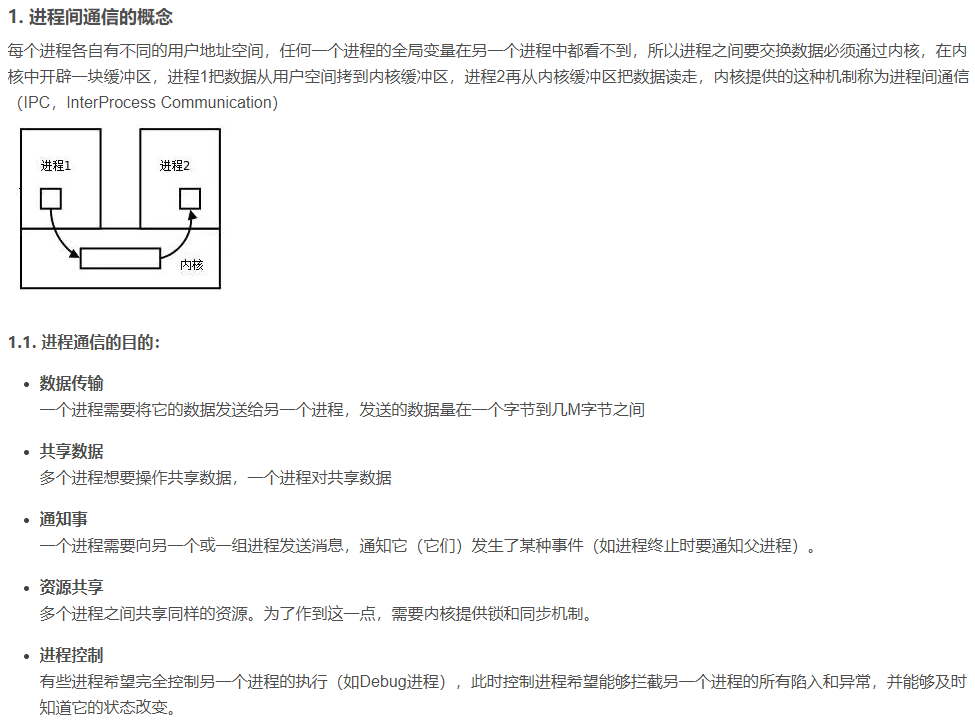 1. 进程间通信的概念
每个进程各自有不同的用户地址空间，任何一个进程的全局变量在另一个进程中都看不到，所以进程之间要交换数据必须通过内核，在内
核中开辟一块缓冲区，进程1把数据从用户空间拷到内核缓冲区，进程2再从内核缓冲区把数据读走，内核提供的这种机制称为进程间通信
（IPC，InterProcess Communication）
进程1
进程2
内核
1.1. 进程通信的目的：
• 数据传输
一个进程需要将它的数据发送给另一个进程，发送的数据量在一个字节到几M字节之间
• 共享数据
多个进程想要操作共享数据，一个进程对共享数据
• 通知事
一个进程需要向另一个或一组进程发送消息，通知它（它们）发生了某种事件（如进程终止时要通知父进程）。
• 资源共享
多个进程之间共享同样的资源。为了作到这一点，需要内核提供锁和同步机制。
• 进程控制
有些进程希望完全控制另一个进程的执行（如Debug进程），此时控制进程希望能够拦截另一个进程的所有陷入和异常，并能够及时
知道它的状态改变。